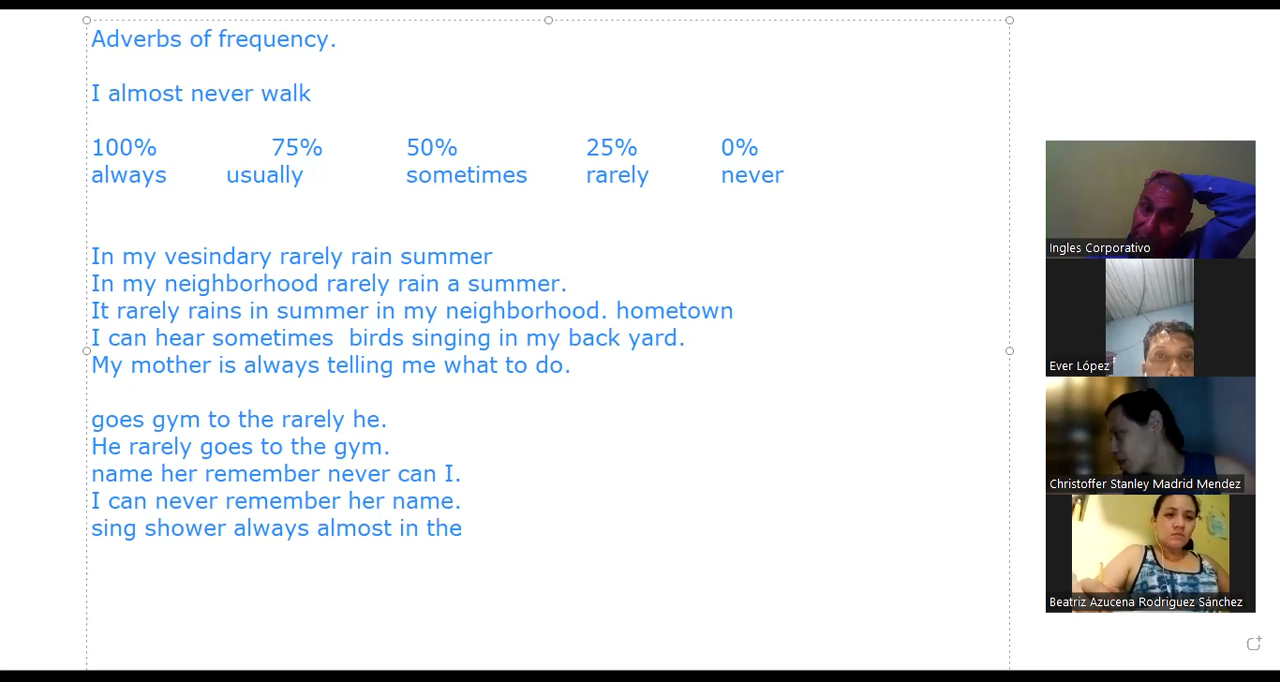 Adverbs of frequency.
I almost never walk
100% 75% 50% 25% 0%
always usually sometimes rarely never
In my vesindary rarely rain summer
In my neighborhood rarely rain a summer.
It rarely rains in summer in my neighborhood. hometown
I can hear sometimes  birds singing in my back yard.
My mother is always telling me what to do.
goes gym to the rarely he.
He rarely goes to the gym.
name her remember never can I.
I can never remember her name.
sing shower always almost in the
Ingles Corporativo
Ever López
Christoffer Stanley Madrid Mendez
Beatriz Azucena Rodriguez Sánchez